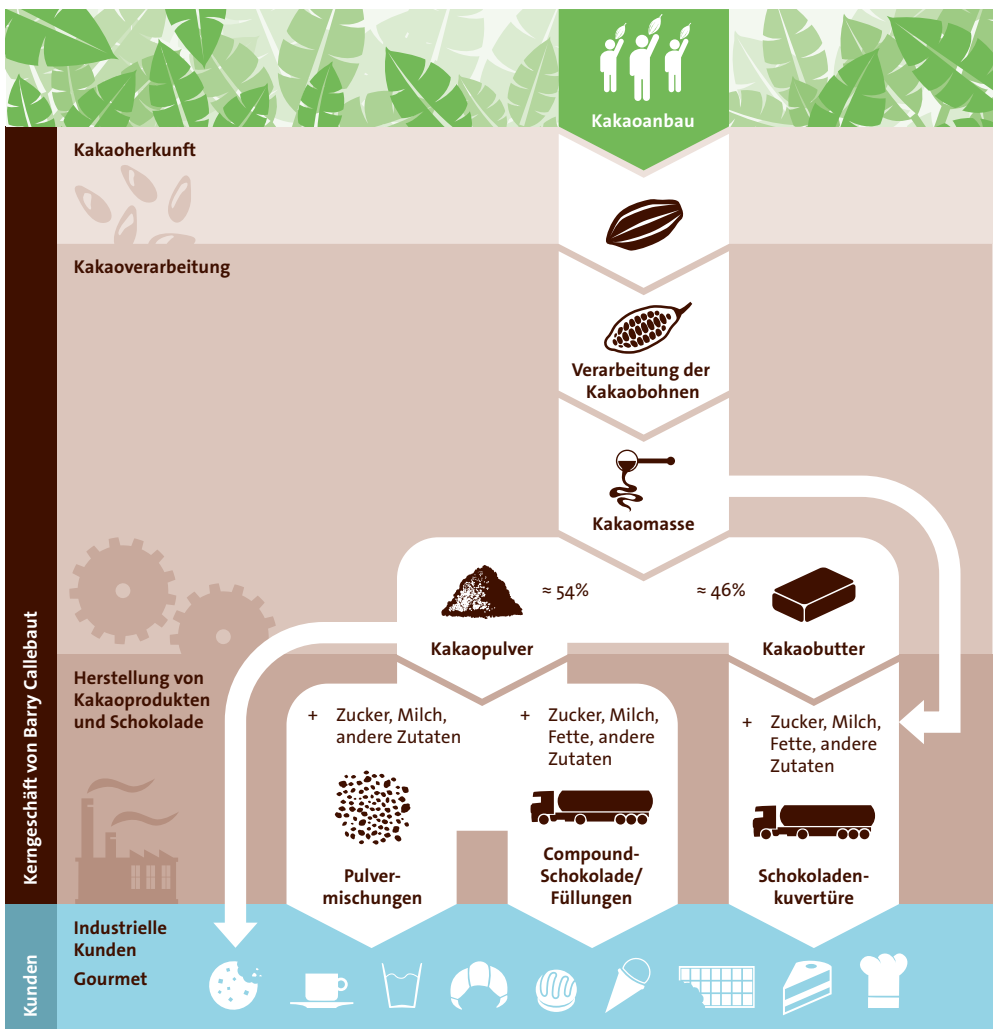 Kakaoanbau
Kakaoherkunft
Kakaoverarbeitung
Verarbeitung der
Kakaobohnen
Kakaomasse
≈ 54%
≈ 46%
Kakaopulver
Kakaobutter
Kerngeschäft von Barry Callebaut
Herstellung von
Kakaoprodukten
und Schokolade
+ Zucker, Milch,
andere Zutaten
+ Zucker, Milch,
Fette, andere
Zutaten
+ Zucker, Milch,
Fette, andere
Zutaten
Pulver-
mischungen
Compound-
Schokolade/
Füllungen
Schokoladen-
kuvertüre
Kunden
Industrielle
Kunden
Gourmet